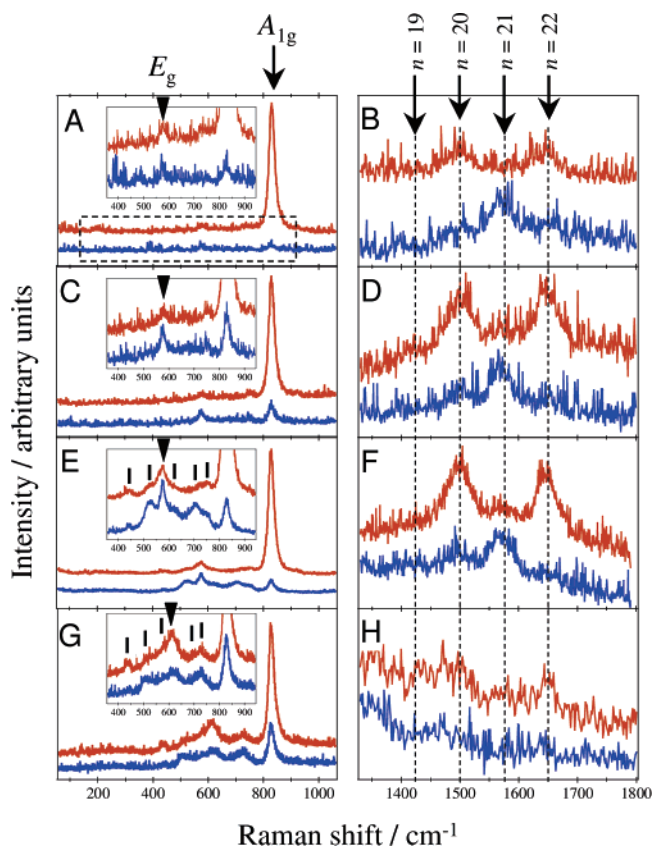 A1g
Eg
n = 19
n = 20
n = 21
n = 22
A
400 500 600 700 800 900
B
C
400 500 600 700 800 900
D
E
400 500 600 700 800 900
F
G
400 500 600 700 800 900
H
200 400 600 800 1000
1400 1500 1600 1700 1800
Intensity / arbitrary units
Raman shift / cm-1